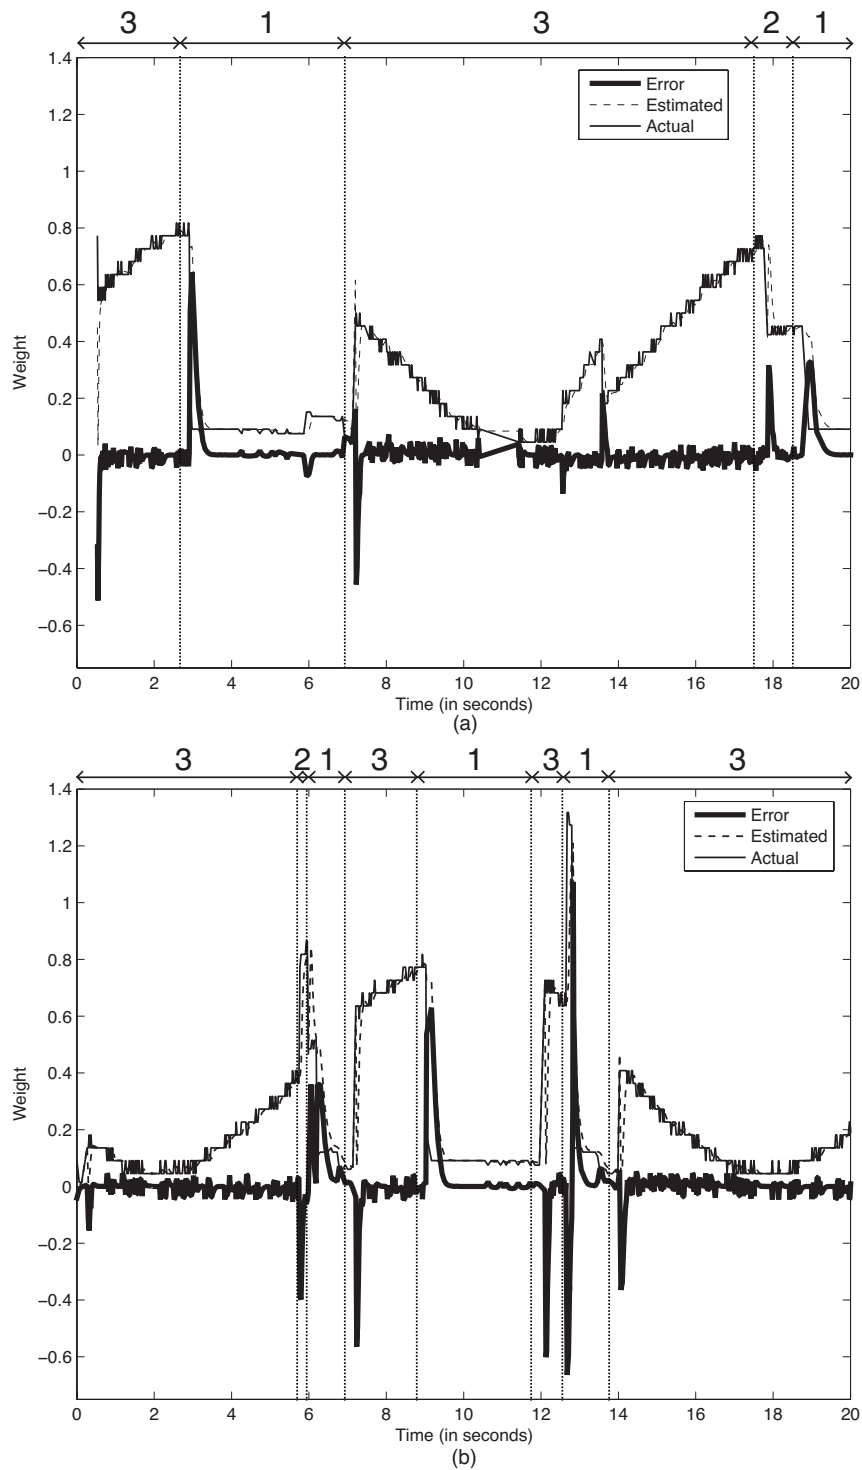 3 1 3 2 1
1.4
Error
Estimated
Actual
1.2
1
0.8
0.6
0.4
0.2
0
−0.2
−0.4
−0.6
Weight
0 2 4 6 8 10 12 14 16 18 20
Time (in seconds)
(a)
3 2 1 3 1 3 1 3
1.4
Error
Estimated
Actual
1.2
1
0.8
0.6
0.4
0.2
0
−0.2
−0.4
−0.6
Weight
0 2 4 6 8 10 12 14 16 18 20
Time (in seconds)
(b)